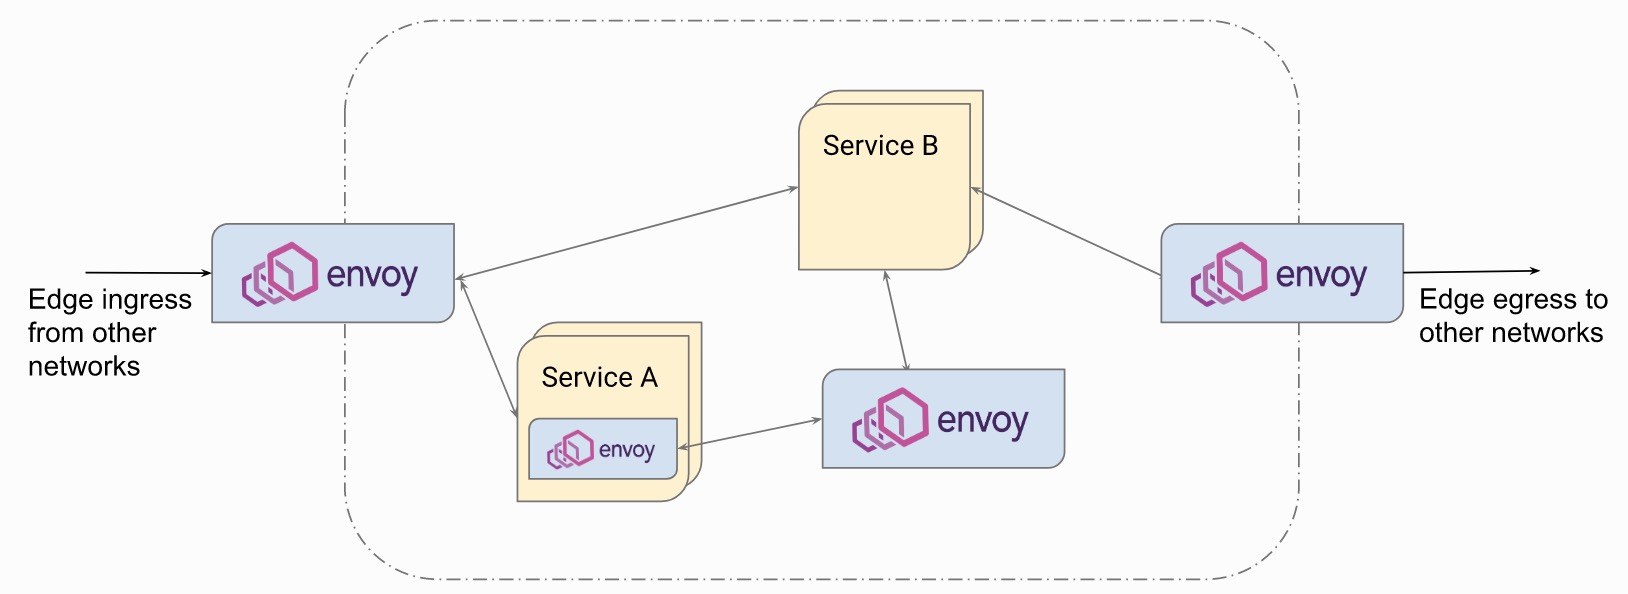 Service B
envoy
Edge ingress
from other
networks
envoy
Edge egress to
other networks
Service A
envoy
envoy